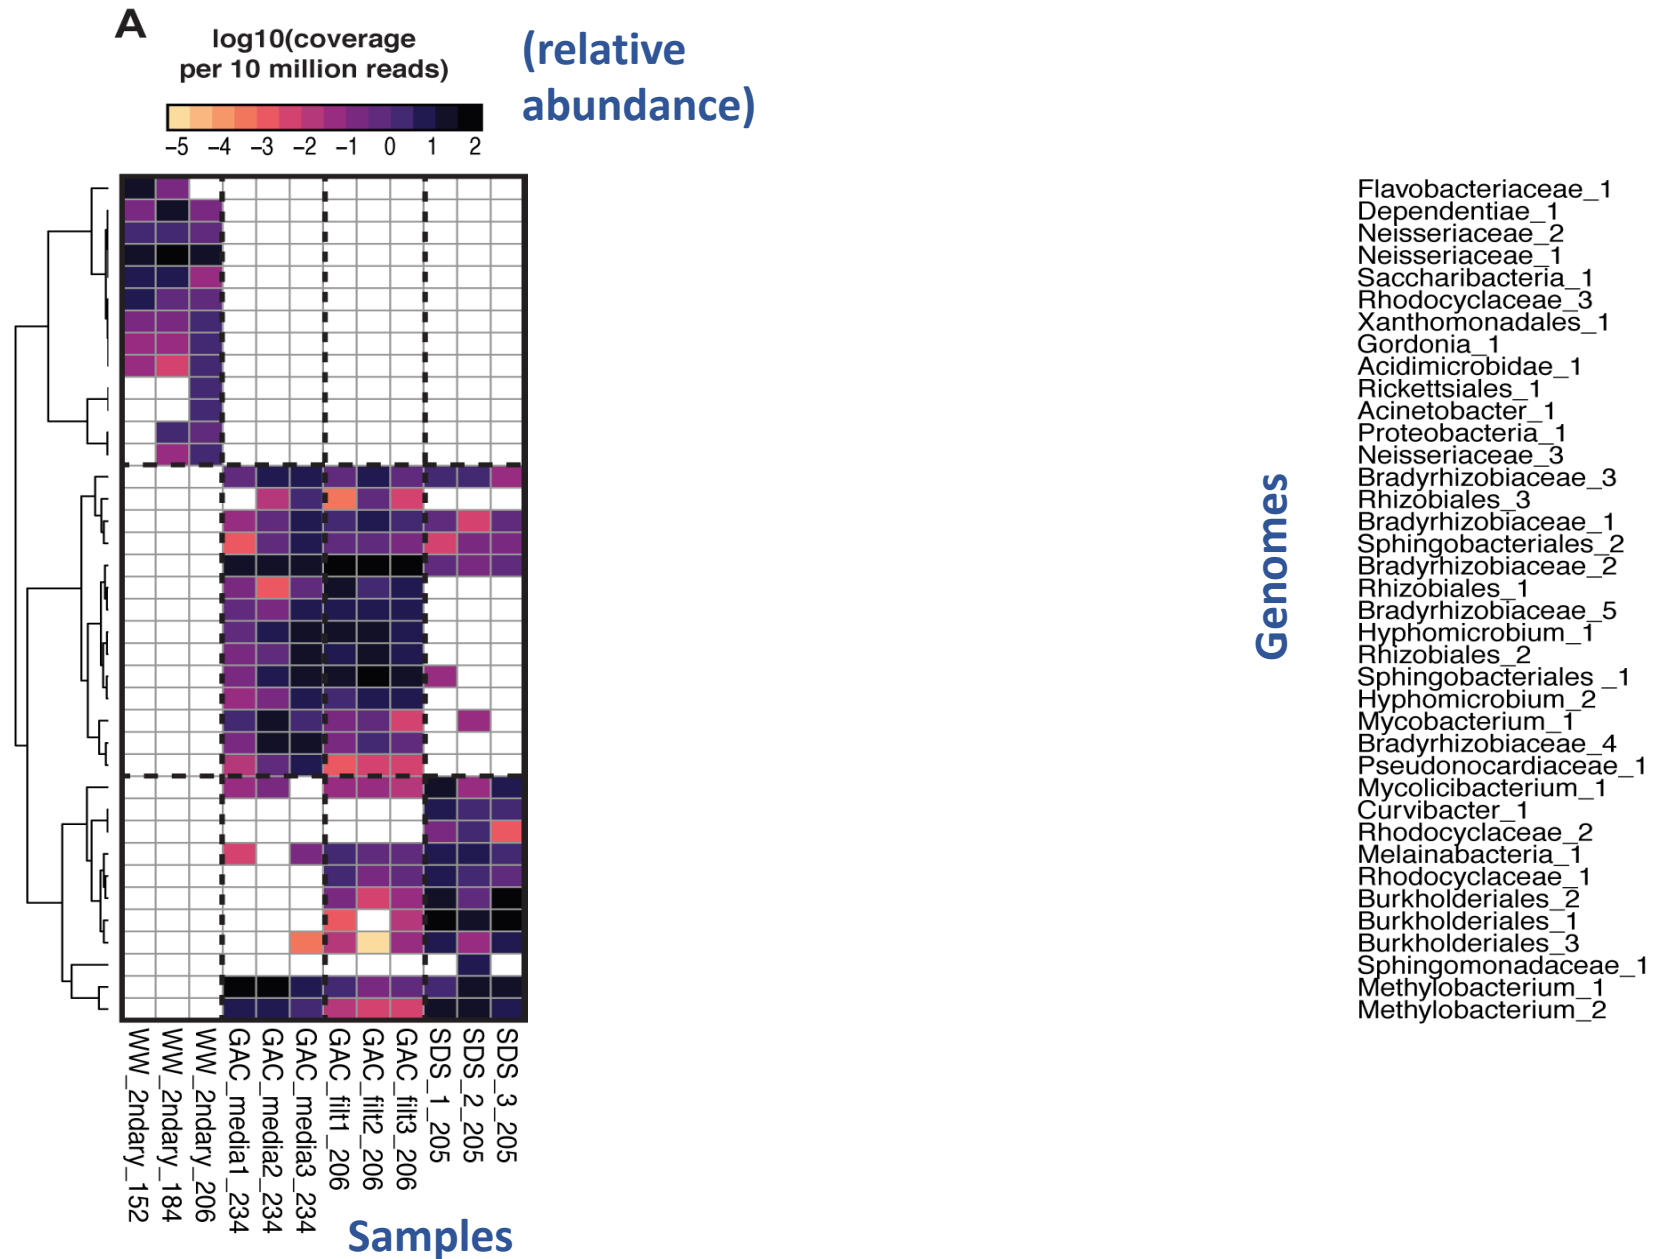 A
log10(coverage
per 10 million reads)
(relative
abundance)
−5 −4 −3 −2 −1 0 1 2
Flavobacteriaceae_1
Dependentiae_1
Neisseriaceae_2
Neisseriaceae_1
Saccharibacteria_1
Rhodocyclaceae_3
Xanthomonadales_1
Gordonia_1
Acidimicrobidae_1
Rickettsiales_1
Acinetobacter_1
Proteobacteria_1
Neisseriaceae_3
Bradyrhizobiaceae_3
Rhizobiales_3
Bradyrhizobiaceae_1
Sphingobacteriales_2
Bradyrhizobiaceae_2
Rhizobiales_1
Bradyrhizobiaceae_5
Hyphomicrobium_1
Rhizobiales_2
Sphingobacteriales _1
Hyphomicrobium_2
Mycobacterium_1
Bradyrhizobiaceae_4
Pseudonocardiaceae_1
Mycolicibacterium_1
Curvibacter_1
Rhodocyclaceae_2
Melainabacteria_1
Rhodocyclaceae_1
Burkholderiales_2
Burkholderiales_1
Burkholderiales_3
Sphingomonadaceae_1
Methylobacterium_1
Methylobacterium_2
Genomes
WW_2ndary_152
WW_2ndary_184
WW_2ndary_206
GAC_media1_234
GAC_media2_234
GAC_media3_234
GAC_filt1_206
GAC_filt2_206
GAC_filt3_206
SDS_1_205
SDS_2_205
SDS_3_205
Samples